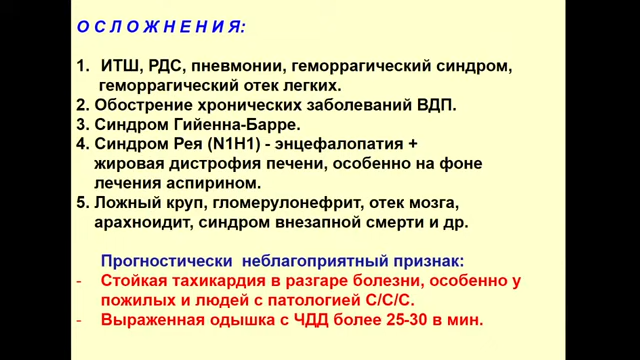 О С Л О Ж Н Е Н И Я:
1. ИТШ, РДС, пневмонии, геморрагический синдром,
геморрагический отек легких.
2. Обострение хронических заболеваний ВДП.
3. Синдром Гийенна-Барре.
4. Синдром Рея (N1H1) - энцефалопатия +
жировая дистрофия печени, особенно на фоне
лечения аспирином.
5. Ложный круп, гломерулонефрит, отек мозга,
арахноидит, синдром внезапной смерти и др.
Прогностически неблагоприятный признак:
- Стойкая тахикардия в разгаре болезни, особенно у
пожилых и людей с патологией С/С/С.
- Выраженная одышка с ЧДД более 25-30 в мин.